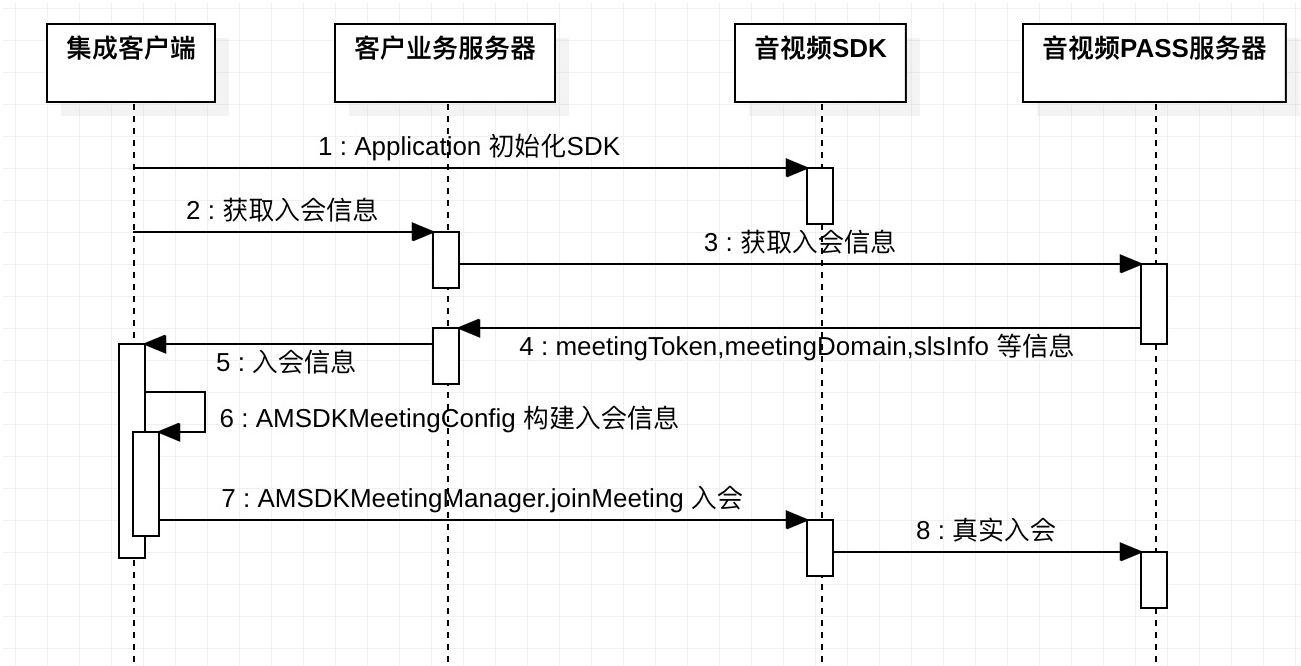 集成客户端
客户业务服务器
音视频SDK
音视频PASS服务器
1 : Application 初始化SDK
2 : 获取入会信息
3 : 获取入会信息
4 : meetingToken,meetingDomain,slsInfo 等信息
5 : 入会信息
6 : AMSDKMeetingConfig 构建入会信息
7 : AMSDKMeetingManager.joinMeeting 入会
8 : 真实入会